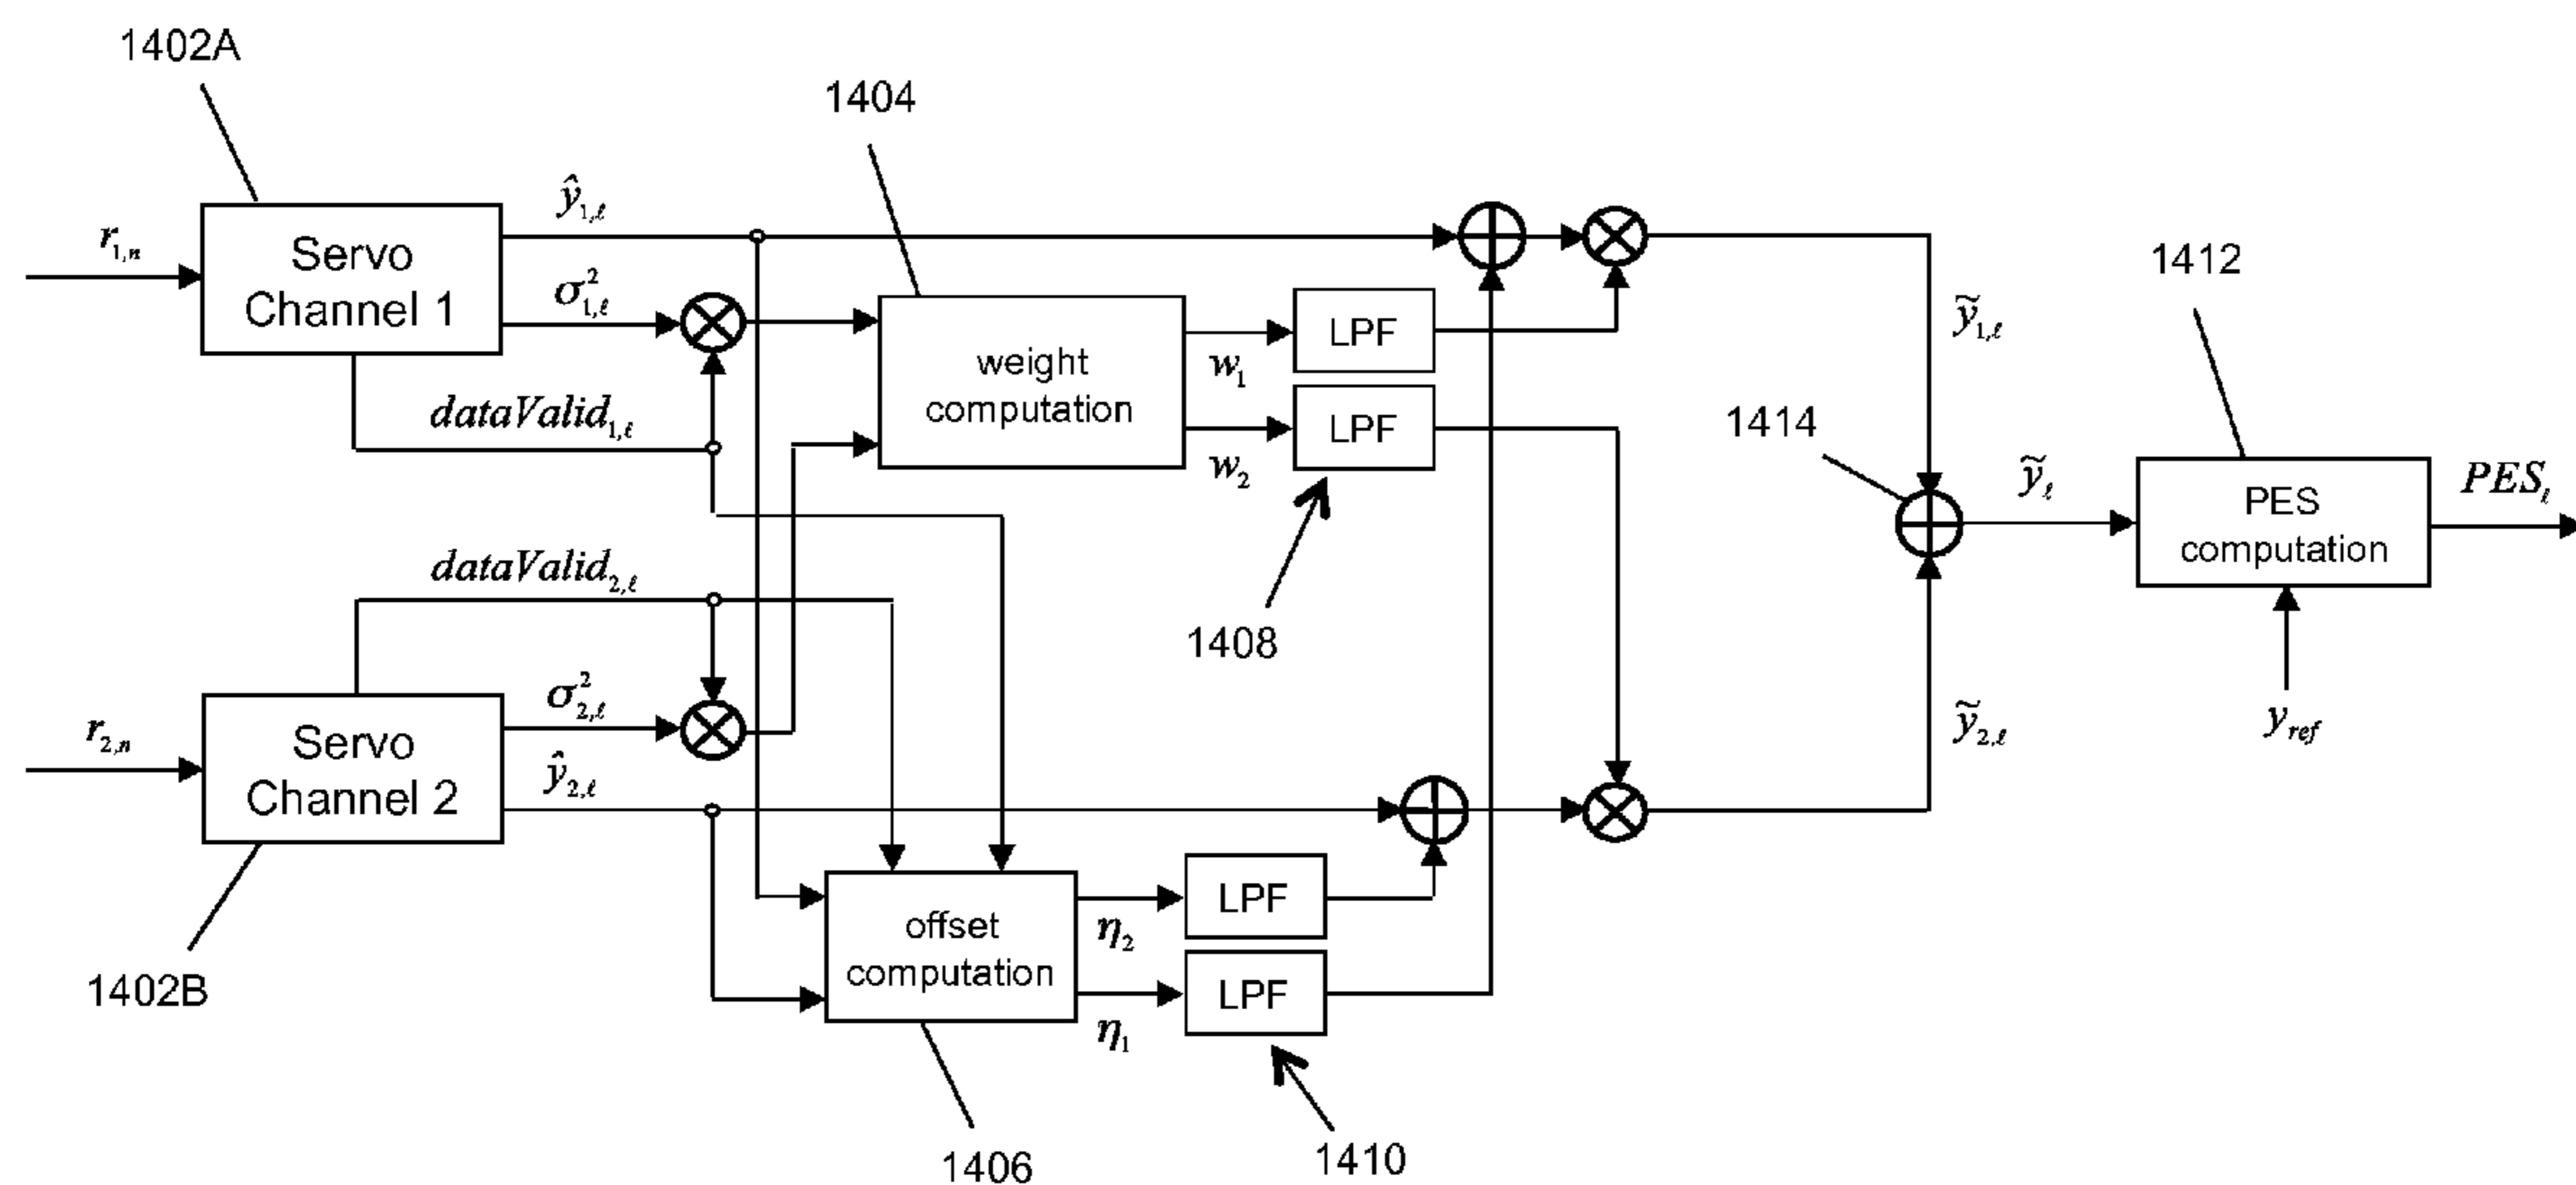 1402A
1404
r₁,ₙ
Servo
Channel 1
ŷ₁,ℓ
σ²₁,ℓ
dataValid₁,ℓ
weight
computation
w₁
w₂
LPF
LPF
1408
ỹ₁,ℓ
1412
1414
ỹℓ
PES
computation
PESℓ
y_ref
dataValid₂,ℓ
r₂,ₙ
Servo
Channel 2
σ²₂,ℓ
ŷ₂,ℓ
ỹ₂,ℓ
1402B
offset
computation
η₂
η₁
LPF
LPF
1406
1410